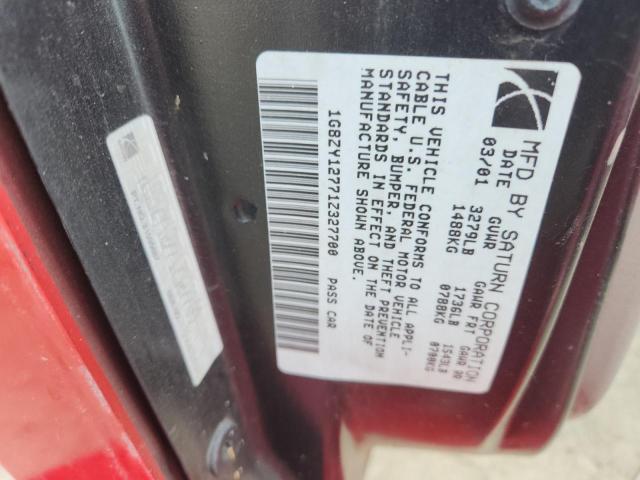 MFD BY SATURN CORPORATION
DATE GVWR GAWR FRT GAWR RR
03/01 3279LB 1736LB 1543LB
1488KG 0788KG 0700KG
THIS VEHICLE CONFORMS TO ALL APPLI-
CABLE U.S. FEDERAL MOTOR VEHICLE
SAFETY, BUMPER, AND THEFT PREVENTION
STANDARDS IN EFFECT ON THE DATE OF
MANUFACTURE SHOWN ABOVE.
1G8ZY12771Z327700 PASS CAR